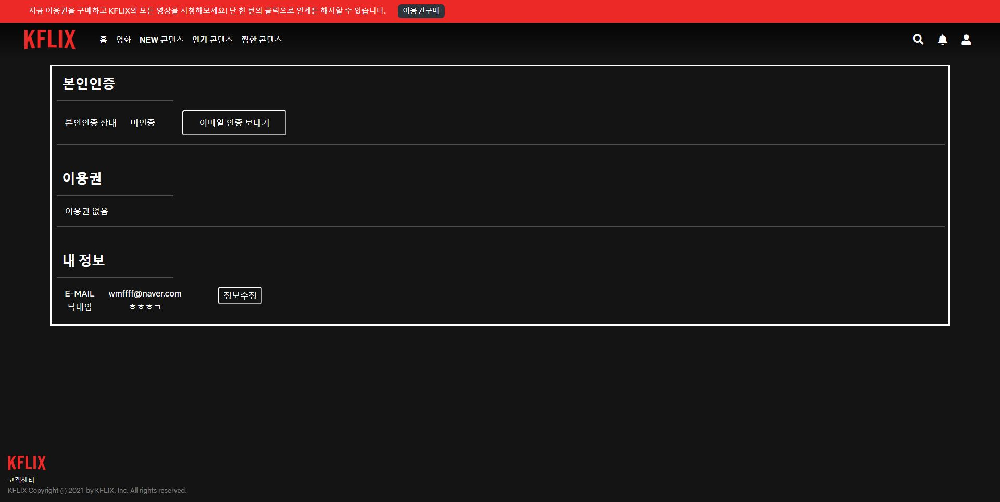 지금 이용권을 구매하고 KFLIX의 모든 영상을 시청해보세요! 단 한 번의 클릭으로 언제든 해지할 수 있습니다. 이용권구매
KFLIX 홈 영화 NEW 콘텐츠 인기 콘텐츠 찜한 콘텐츠
본인인증
본인인증 상태 미인증 이메일 인증 보내기
이용권
이용권 없음
내 정보
E-MAIL wmffff@naver.com 정보수정
닉네임 ㅎㅎㅎㅋ
KFLIX
고객센터
KFLIX Copyright ⓒ 2021 by KFLIX, Inc. All rights reserved.